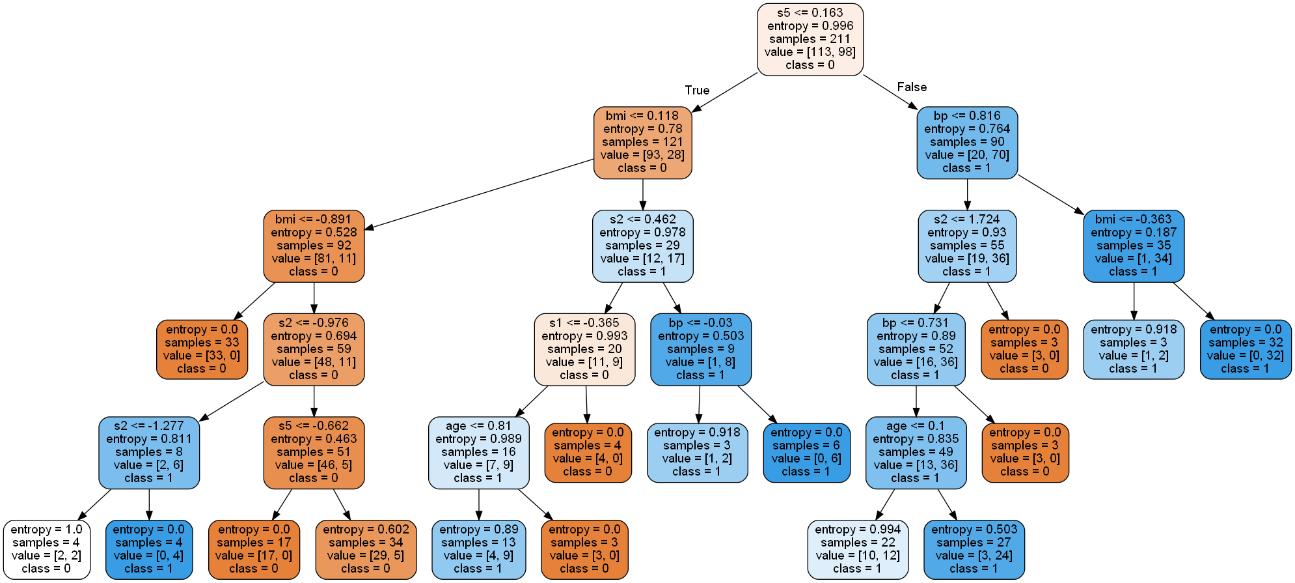 s5 <= 0.163
entropy = 0.996
samples = 211
value = [113, 98]
class = 0
True
False
bmi <= 0.118
entropy = 0.78
samples = 121
value = [93, 28]
class = 0
bp <= 0.816
entropy = 0.764
samples = 90
value = [20, 70]
class = 1
bmi <= -0.891
entropy = 0.528
samples = 92
value = [81, 11]
class = 0
s2 <= 0.462
entropy = 0.978
samples = 29
value = [12, 17]
class = 1
s2 <= 1.724
entropy = 0.93
samples = 55
value = [19, 36]
class = 1
bmi <= -0.363
entropy = 0.187
samples = 35
value = [1, 34]
class = 1
entropy = 0.0
samples = 33
value = [33, 0]
class = 0
s2 <= -0.976
entropy = 0.694
samples = 59
value = [48, 11]
class = 0
s1 <= -0.365
entropy = 0.993
samples = 20
value = [11, 9]
class = 0
bp <= -0.03
entropy = 0.503
samples = 9
value = [1, 8]
class = 1
bp <= 0.731
entropy = 0.89
samples = 52
value = [16, 36]
class = 1
entropy = 0.0
samples = 3
value = [3, 0]
class = 0
entropy = 0.918
samples = 3
value = [1, 2]
class = 1
entropy = 0.0
samples = 32
value = [0, 32]
class = 1
s2 <= -1.277
entropy = 0.811
samples = 8
value = [2, 6]
class = 1
s5 <= -0.662
entropy = 0.463
samples = 51
value = [46, 5]
class = 0
age <= 0.81
entropy = 0.989
samples = 16
value = [7, 9]
class = 1
entropy = 0.0
samples = 4
value = [4, 0]
class = 0
entropy = 0.918
samples = 3
value = [1, 2]
class = 1
entropy = 0.0
samples = 6
value = [0, 6]
class = 1
age <= 0.1
entropy = 0.835
samples = 49
value = [13, 36]
class = 1
entropy = 0.0
samples = 3
value = [3, 0]
class = 0
entropy = 1.0
samples = 4
value = [2, 2]
class = 0
entropy = 0.0
samples = 4
value = [0, 4]
class = 1
entropy = 0.0
samples = 17
value = [17, 0]
class = 0
entropy = 0.602
samples = 34
value = [29, 5]
class = 0
entropy = 0.89
samples = 13
value = [4, 9]
class = 1
entropy = 0.0
samples = 3
value = [3, 0]
class = 0
entropy = 0.994
samples = 22
value = [10, 12]
class = 1
entropy = 0.503
samples = 27
value = [3, 24]
class = 1